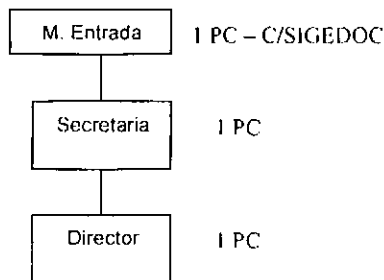 M. Entrada 1 PC – C/SIGEDOC
Secretaria 1 PC
Director 1 PC